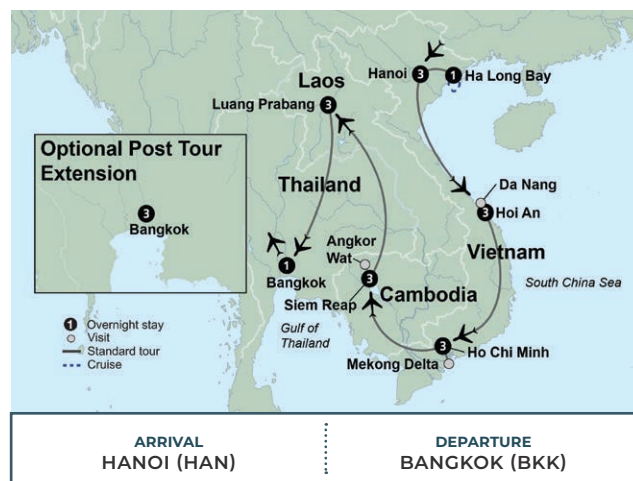 Laos
Luang Prabang 3
Hanoi 3
1 Ha Long Bay
Optional Post Tour
Extension
3
Bangkok
Thailand
Da Nang
3 Hoi An
Vietnam
Angkor
Wat
1
Bangkok
Siem Reap 3
Cambodia
South China Sea
Gulf of
Thailand
3 Ho Chi Minh
Mekong Delta
1 Overnight stay
Visit
Standard tour
Cruise
ARRIVAL
HANOI (HAN)
DEPARTURE
BANGKOK (BKK)